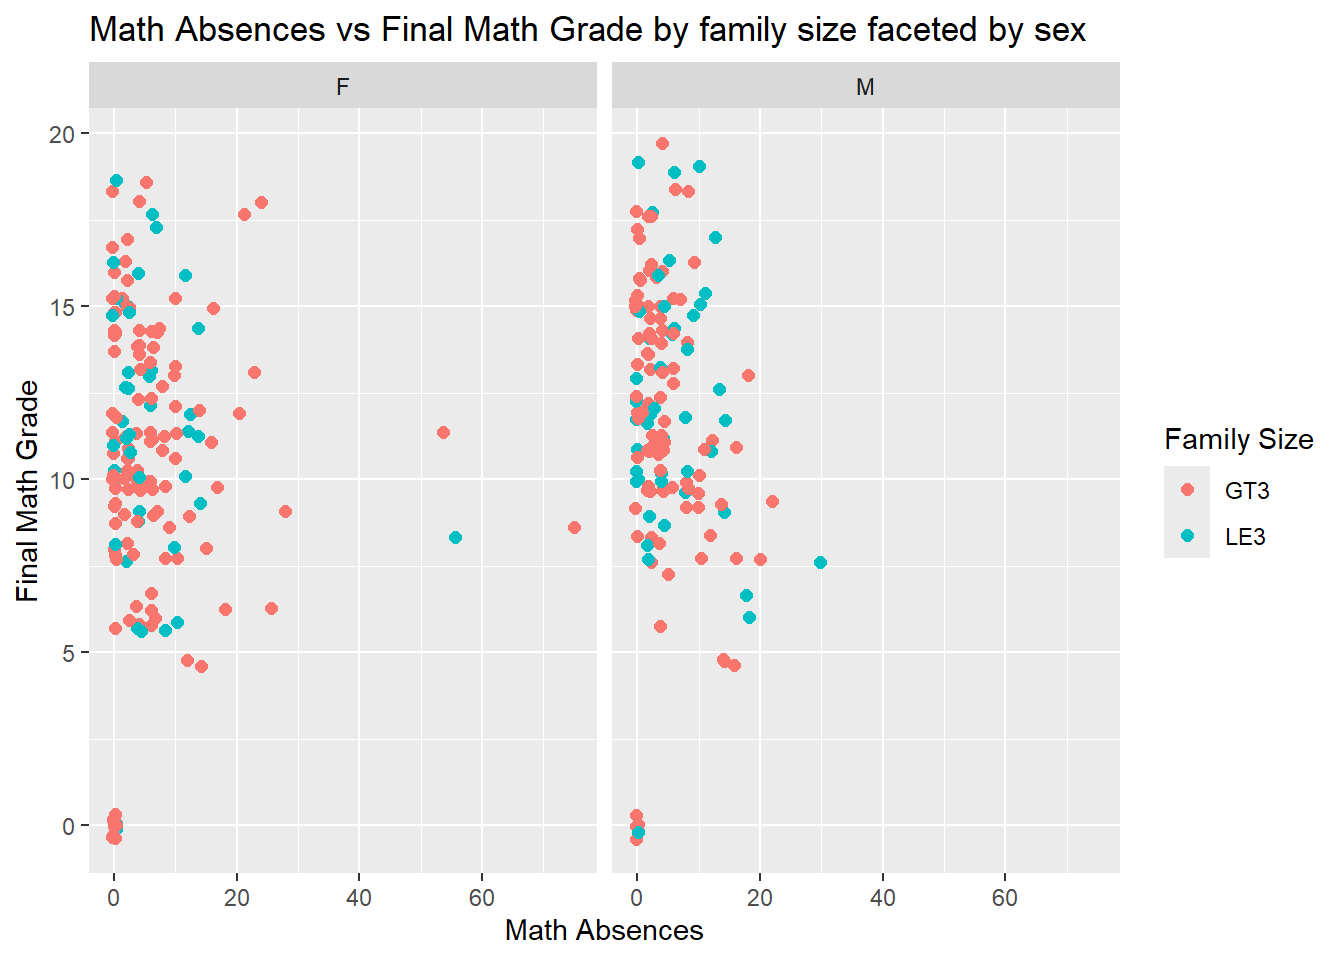 Math Absences vs Final Math Grade by family size faceted by sex
F
M
20
15
10
5
0
Final Math Grade
0 20 40 60
0 20 40 60
Math Absences
Family Size
GT3
LE3